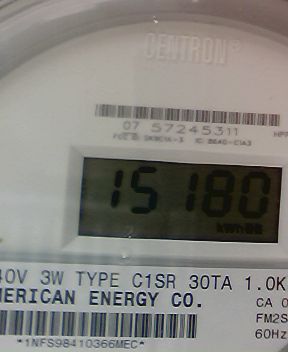 CENTRON®
07 57245311
15180
kWh
40V 3W TYPE C1SR 30TA 1.0K
MERICAN ENERGY CO.
CA 0
FM2S
60Hz
*1NFS98410366MEC*